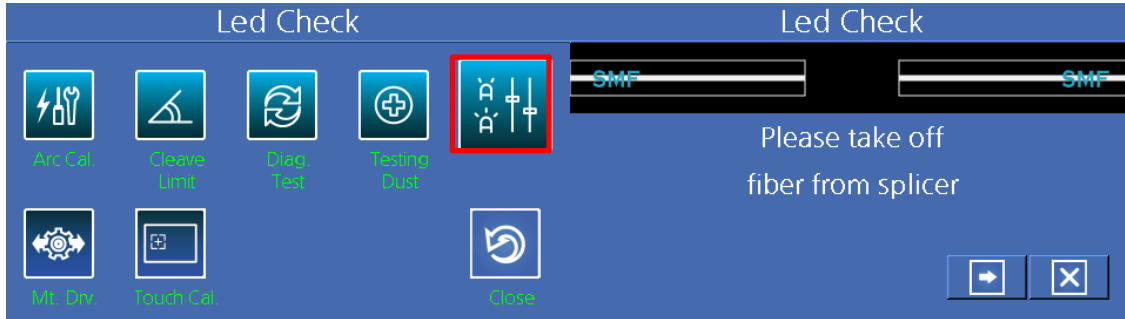 Led Check
Arc Cal.
Cleave
Limit
Diag.
Test
Testing
Dust
Mt. Drv.
Touch Cal.
Close
Led Check
SMF
SMF
Please take off
fiber from splicer